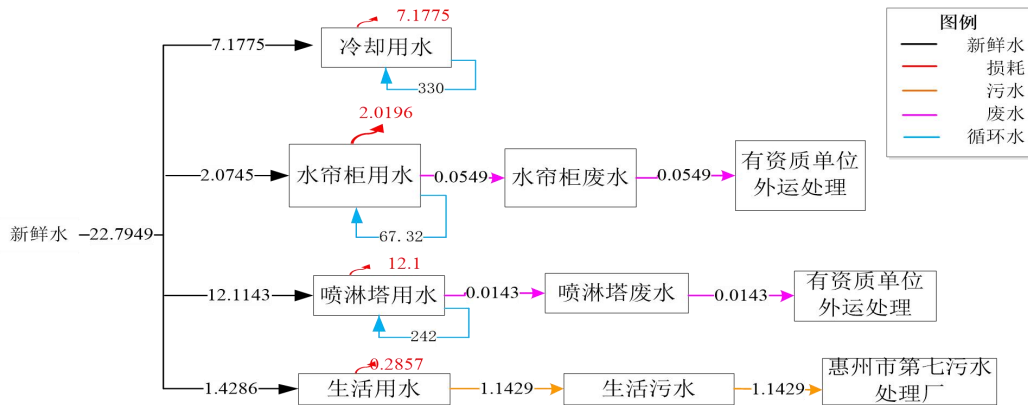 7.1775
7.1775
冷却用水
330
2.0196
2.0745
水帘柜用水
0.0549
水帘柜废水
0.0549
有资质单位
外运处理
67.32
新鲜水
22.7949
12.1
12.1143
喷淋塔用水
0.0143
喷淋塔废水
0.0143
有资质单位
外运处理
242
0.2857
1.4286
生活用水
1.1429
生活污水
1.1429
惠州市第七污水
处理厂
图例
新鲜水
损耗
污水
废水
循环水